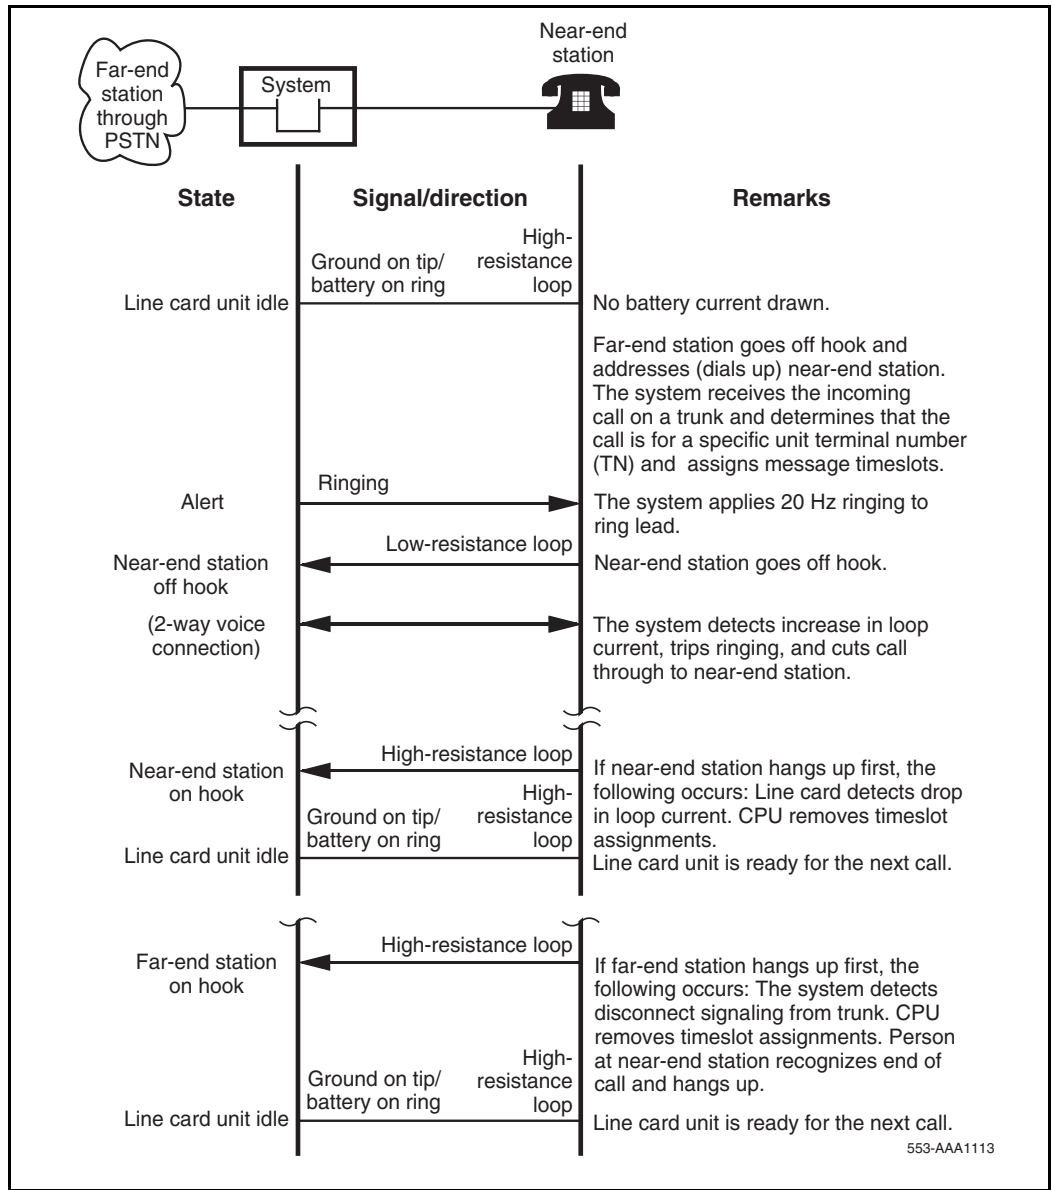 Near-end
station
Far-end
station
through
PSTN
System
State
Signal/direction
Remarks
Ground on tip/
battery on ring
High-
resistance
loop
Line card unit idle
No battery current drawn.
Far-end station goes off hook and
addresses (dials up) near-end station.
The system receives the incoming
call on a trunk and determines that the
call is for a specific unit terminal number
(TN) and assigns message timeslots.
Alert
Ringing
The system applies 20 Hz ringing to
ring lead.
Near-end station
off hook
Low-resistance loop
Near-end station goes off hook.
(2-way voice
connection)
The system detects increase in loop
current, trips ringing, and cuts call
through to near-end station.
Near-end station
on hook
High-resistance loop
If near-end station hangs up first, the
following occurs: Line card detects drop
in loop current. CPU removes timeslot
assignments.
Ground on tip/
battery on ring
High-
resistance
loop
Line card unit idle
Line card unit is ready for the next call.
Far-end station
on hook
High-resistance loop
If far-end station hangs up first, the
following occurs: The system detects
disconnect signaling from trunk. CPU
removes timeslot assignments. Person
at near-end station recognizes end of
call and hangs up.
Ground on tip/
battery on ring
High-
resistance
loop
Line card unit idle
Line card unit is ready for the next call.
553-AAA1113